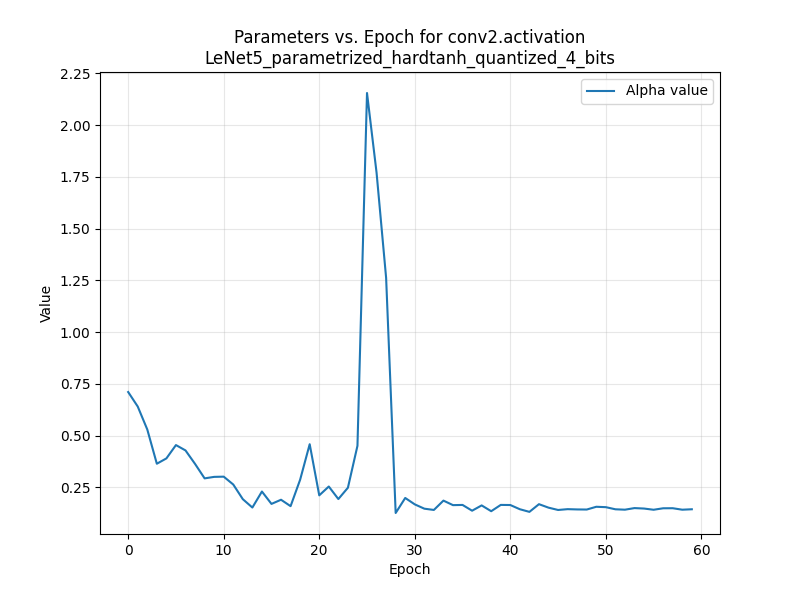 Parameters vs. Epoch for conv2.activation
LeNet5_parametrized_hardtanh_quantized_4_bits
2.25
2.00
1.75
1.50
1.25
1.00
0.75
0.50
0.25
Value
Alpha value
0 10 20 30 40 50 60
Epoch